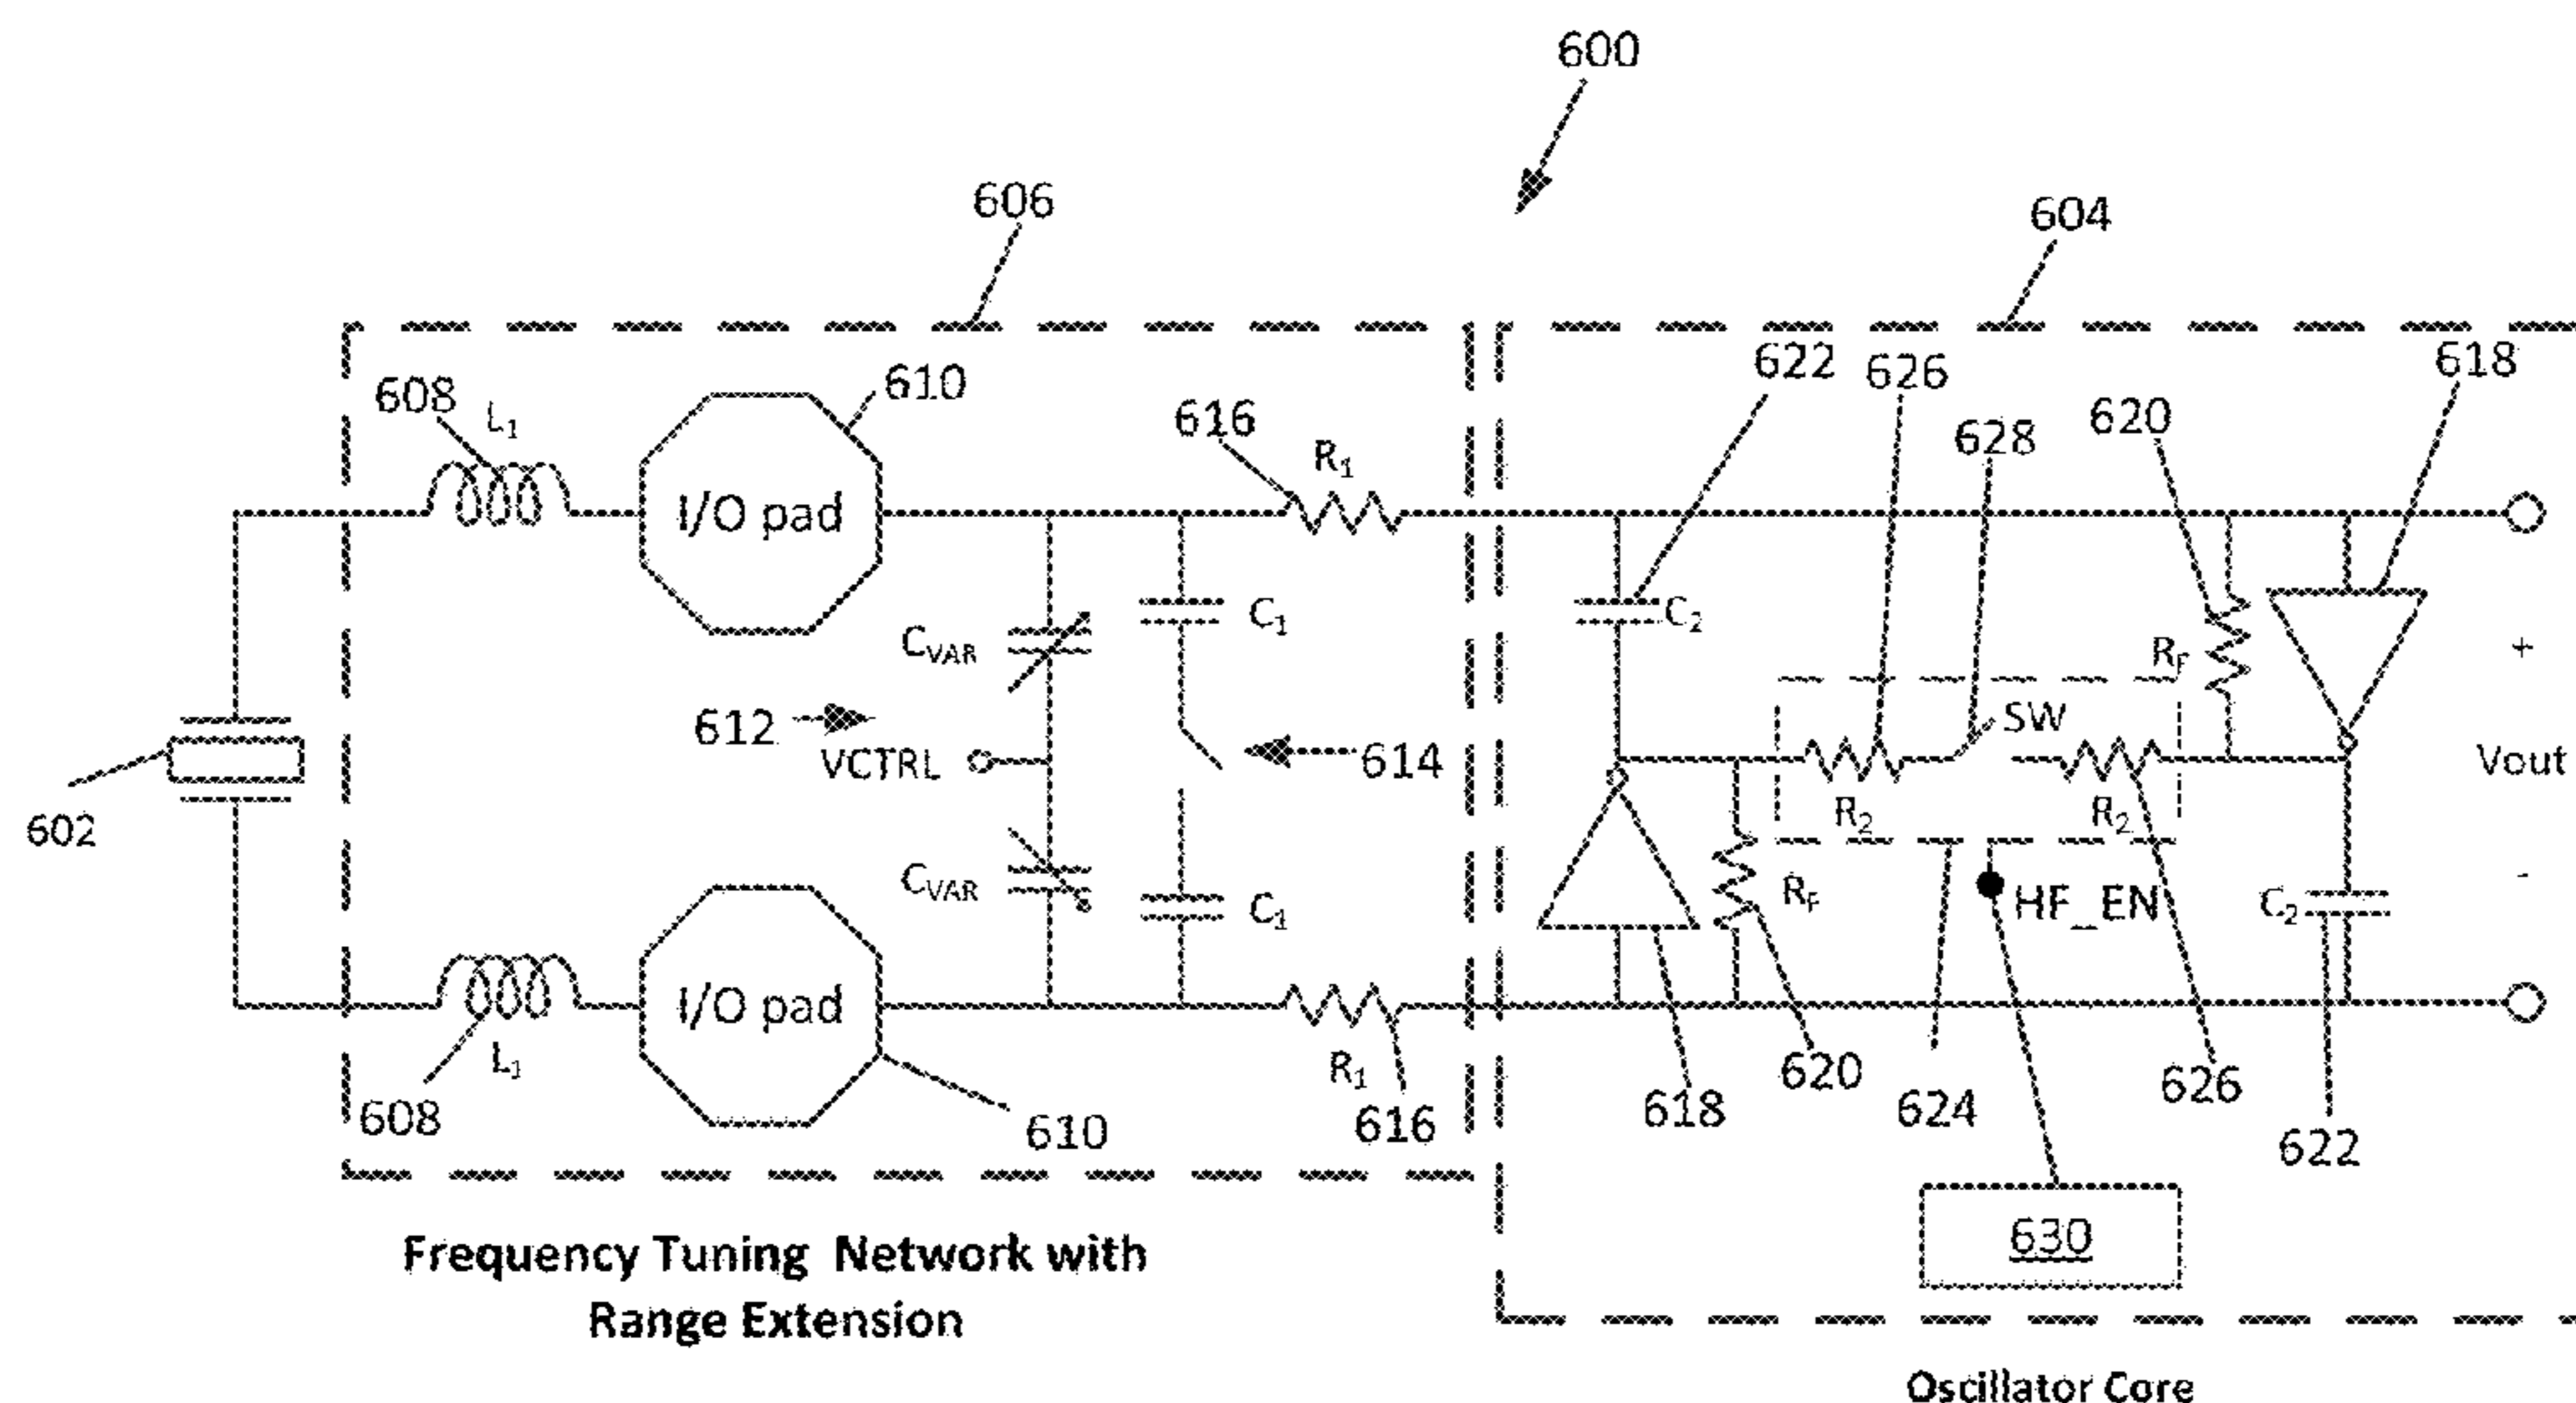 600
606
604
608
L1
610
616
R1
622
626
628
620
618
I/O pad
C2
CVAR
C1
RF
+
612
VCTRL
614
SW
R2
R2
Vout
602
CVAR
C1
RF
HF_EN
C2
-
I/O pad
L1
608
610
R1
616
618
620
624
626
622
630
Frequency Tuning Network with
Range Extension
Oscillator Core